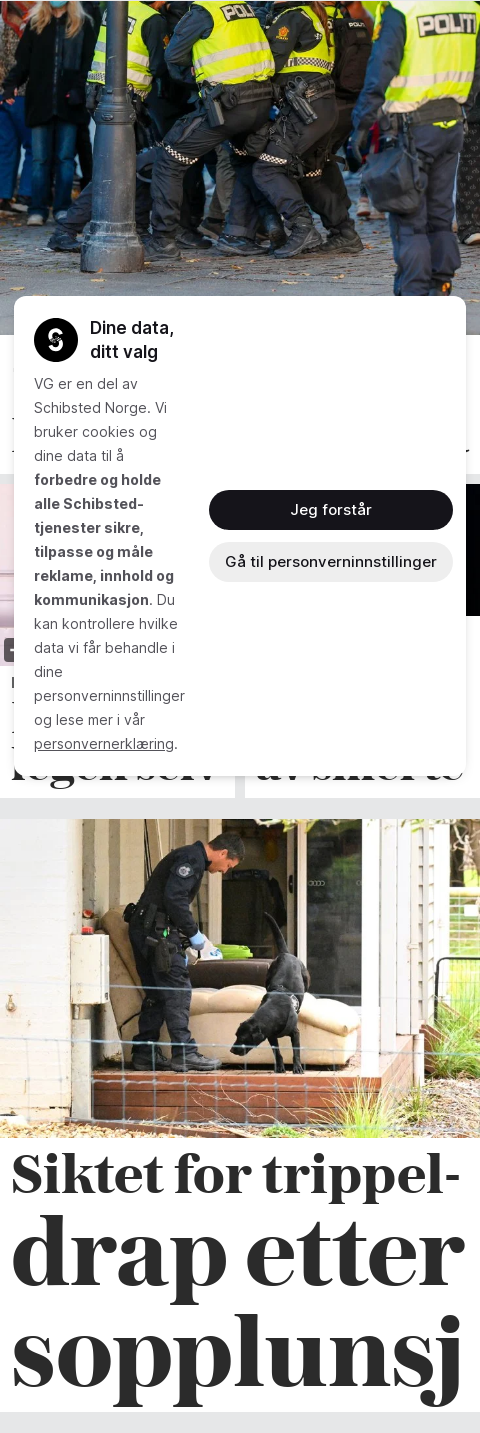 POLITI
POLITI
POLITI
Dine data,
ditt valg
VG er en del av
Schibsted Norge. Vi
bruker cookies og
dine data til å
forbedre og holde
alle Schibsted-
tjenester sikre,
tilpasse og måle
reklame, innhold og
kommunikasjon. Du
kan kontrollere hvilke
data vi får behandle i
dine
personverninnstillinger
og lese mer i vår
personvernerklæring.
Jeg forstår
Gå til personverninnstillinger
legen selv
av smerte
Siktet for trippel-
drap etter
sopplunsj